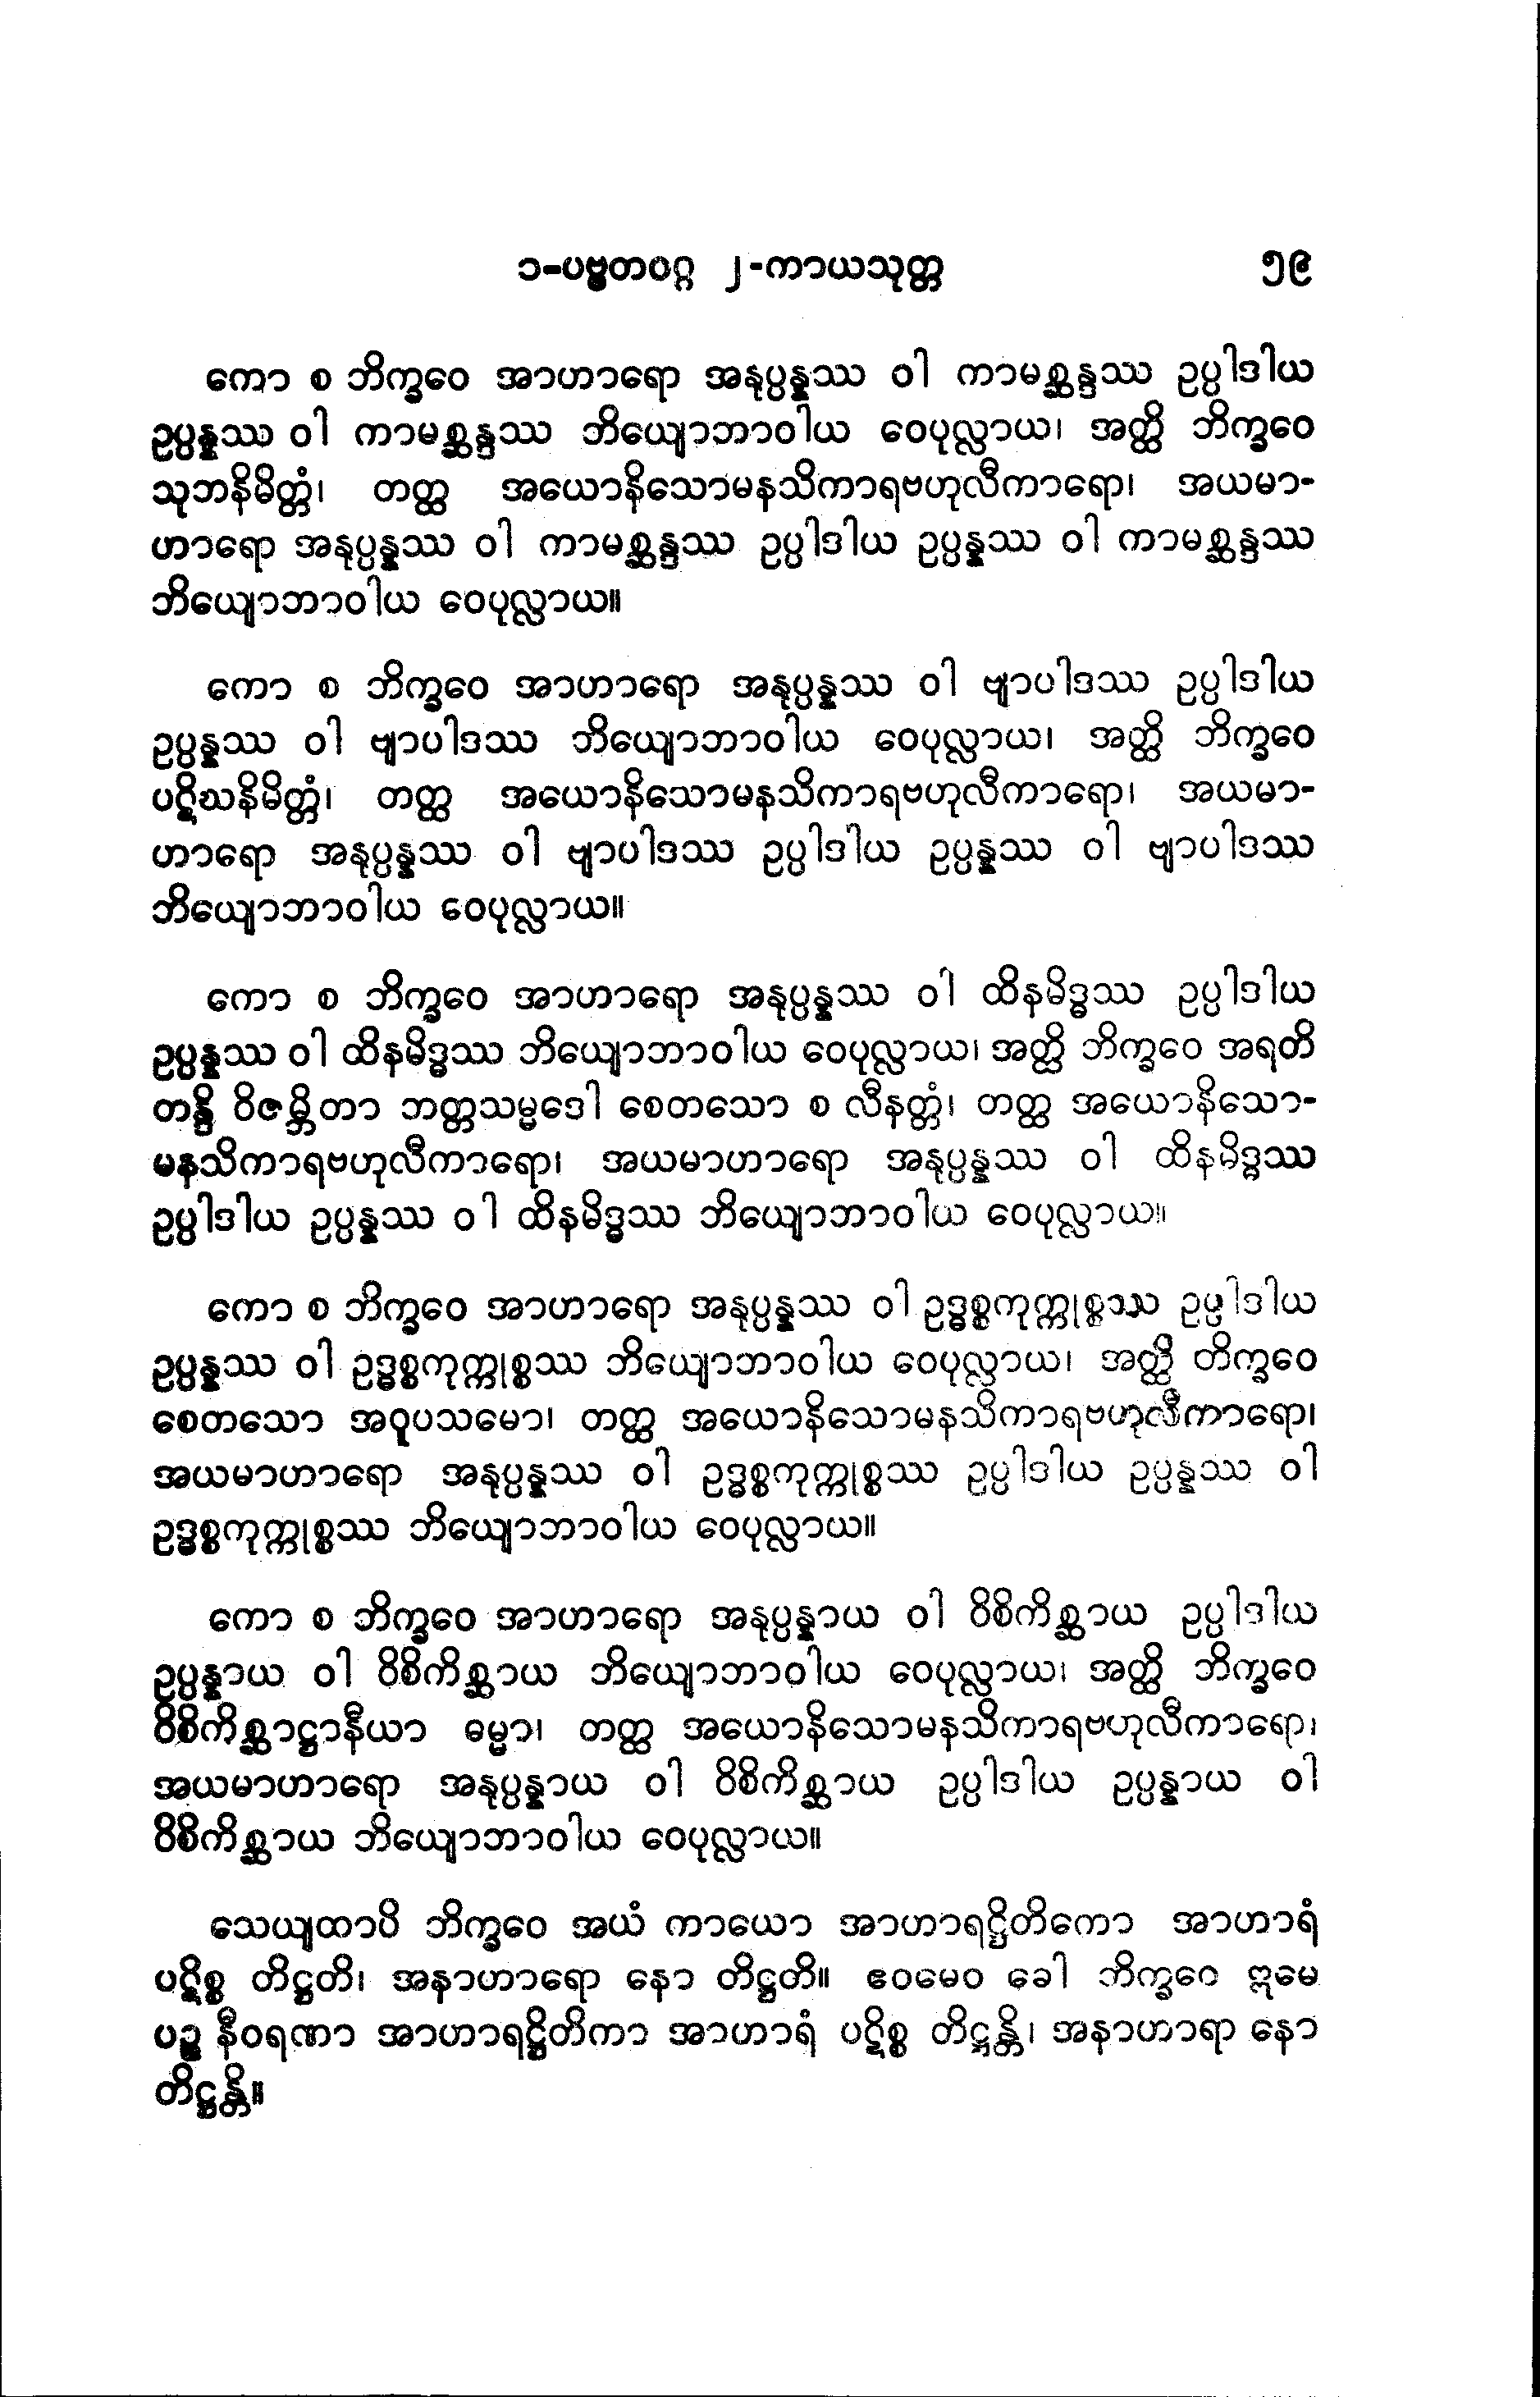 ၁-ပဗ္ဗတဝဂ္ဂ ၂-ကာယသုတ္တ ၅၉
ကော စ ဘိက္ခဝေ အာဟာရော အနုပ္ပန္နဿ ဝါ ကာမစ္ဆန္ဒဿ ဥပ္ပါဒါယ
ဥပ္ပန္နဿ ဝါ ကာမစ္ဆန္ဒဿ ဘိယျောဘာဝါယ ဝေပုလ္လာယ၊ အတ္ထိ ဘိက္ခဝေ
သုဘနိမိတ္တံ၊ တတ္ထ အယောနိသောမနသိကာရဗဟုလီကာရော၊ အယမာ-
ဟာရော အနုပ္ပန္နဿ ဝါ ကာမစ္ဆန္ဒဿ ဥပ္ပါဒါယ ဥပ္ပန္နဿ ဝါ ကာမစ္ဆန္ဒဿ
ဘိယျောဘာဝါယ ဝေပုလ္လာယ။
ကော စ ဘိက္ခဝေ အာဟာရော အနုပ္ပန္နဿ ဝါ ဗျာပါဒဿ ဥပ္ပါဒါယ
ဥပ္ပန္နဿ ဝါ ဗျာပါဒဿ ဘိယျောဘာဝါယ ဝေပုလ္လာယ၊ အတ္ထိ ဘိက္ခဝေ
ပဋိဃနိမိတ္တံ၊ တတ္ထ အယောနိသောမနသိကာရဗဟုလီကာရော၊ အယမာ-
ဟာရော အနုပ္ပန္နဿ ဝါ ဗျာပါဒဿ ဥပ္ပါဒါယ ဥပ္ပန္နဿ ဝါ ဗျာပါဒဿ
ဘိယျောဘာဝါယ ဝေပုလ္လာယ။
ကော စ ဘိက္ခဝေ အာဟာရော အနုပ္ပန္နဿ ဝါ ထိနမိဒ္ဓဿ ဥပ္ပါဒါယ
ဥပ္ပန္နဿ ဝါ ထိနမိဒ္ဓဿ ဘိယျောဘာဝါယ ဝေပုလ္လာယ၊ အတ္ထိ ဘိက္ခဝေ အရတိ
တန္ဒိ ဝိဇမ္ဘိတာ ဘတ္တသမ္မဒေါ စေတသော စ လီနတ္တံ၊ တတ္ထ အယောနိသော-
မနသိကာရဗဟုလီကာရော၊ အယမာဟာရော အနုပ္ပန္နဿ ဝါ ထိနမိဒ္ဓဿ
ဥပ္ပါဒါယ ဥပ္ပန္နဿ ဝါ ထိနမိဒ္ဓဿ ဘိယျောဘာဝါယ ဝေပုလ္လာယ။
ကော စ ဘိက္ခဝေ အာဟာရော အနုပ္ပန္နဿ ဝါ ဥဒ္ဓစ္စကုက္ကုစ္စဿ ဥပ္ပါဒါယ
ဥပ္ပန္နဿ ဝါ ဥဒ္ဓစ္စကုက္ကုစ္စဿ ဘိယျောဘာဝါယ ဝေပုလ္လာယ၊ အတ္ထိ တိက္ခဝေ
စေတသော အဝူပသမော၊ တတ္ထ အယောနိသောမနသိကာရဗဟုလီကာရော၊
အယမာဟာရော အနုပ္ပန္နဿ ဝါ ဥဒ္ဓစ္စကုက္ကုစ္စဿ ဥပ္ပါဒါယ ဥပ္ပန္နဿ ဝါ
ဥဒ္ဓစ္စကုက္ကုစ္စဿ ဘိယျောဘာဝါယ ဝေပုလ္လာယ။
ကော စ ဘိက္ခဝေ အာဟာရော အနုပ္ပန္နာယ ဝါ ဝိစိကိစ္ဆာယ ဥပ္ပါဒါယ
ဥပ္ပန္နာယ ဝါ ဝိစိကိစ္ဆာယ ဘိယျောဘာဝါယ ဝေပုလ္လာယ၊ အတ္ထိ ဘိက္ခဝေ
ဝိစိကိစ္ဆာဋ္ဌာနီယာ ဓမ္မာ၊ တတ္ထ အယောနိသောမနသိကာရဗဟုလီကာရော၊
အယမာဟာရော အနုပ္ပန္နာယ ဝါ ဝိစိကိစ္ဆာယ ဥပ္ပါဒါယ ဥပ္ပန္နာယ ဝါ
ဝိစိကိစ္ဆာယ ဘိယျောဘာဝါယ ဝေပုလ္လာယ။
သေယျထာပိ ဘိက္ခဝေ အယံ ကာယော အာဟာရဋ္ဌိတိကော အာဟာရံ
ပဋိစ္စ တိဋ္ဌတိ၊ အနာဟာရော နော တိဋ္ဌတိ။ ဧဝမေဝ ခေါ ဘိက္ခဝေ ဣမေ
ပဉ္စ နီဝရဏာ အာဟာရဋ္ဌိတိကာ အာဟာရံ ပဋိစ္စ တိဋ္ဌန္တိ၊ အနာဟာရာ နော
တိဋ္ဌန္တိ။